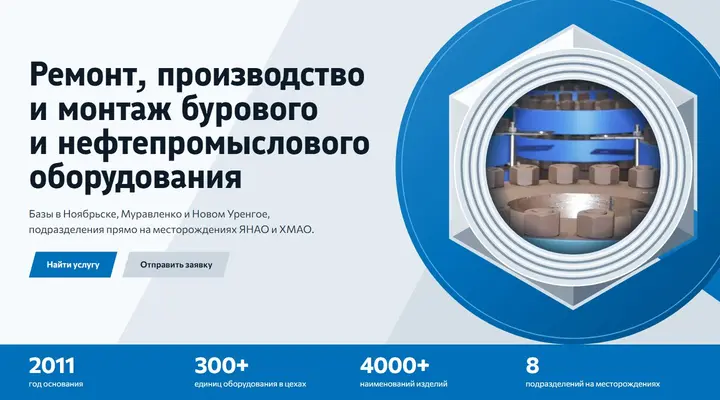 Ремонт, производство
и монтаж бурового
и нефтепромыслового
оборудования
Базы в Ноябрьске, Муравленко и Новом Уренгое,
подразделения прямо на месторождениях ЯНАО и ХМАО.
Найти услугу
Отправить заявку
2011
год основания
300+
единиц оборудования в цехах
4000+
наименований изделий
8
подразделений на месторождениях